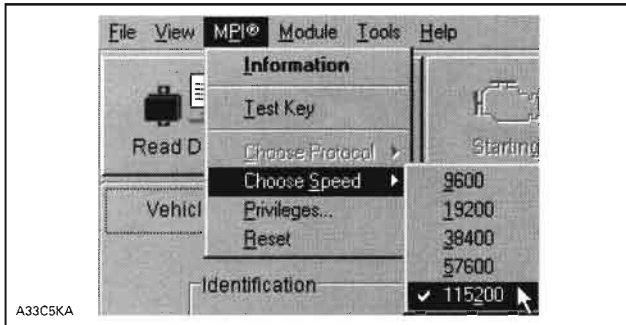 File View MPI® Module Tools Help
Information
Test Key
Read D
Choose Protocol
Starting
Choose Speed
9600
Vehicl
Privileges...
19200
Reset
38400
57600
Identification
115200
A33C5KA